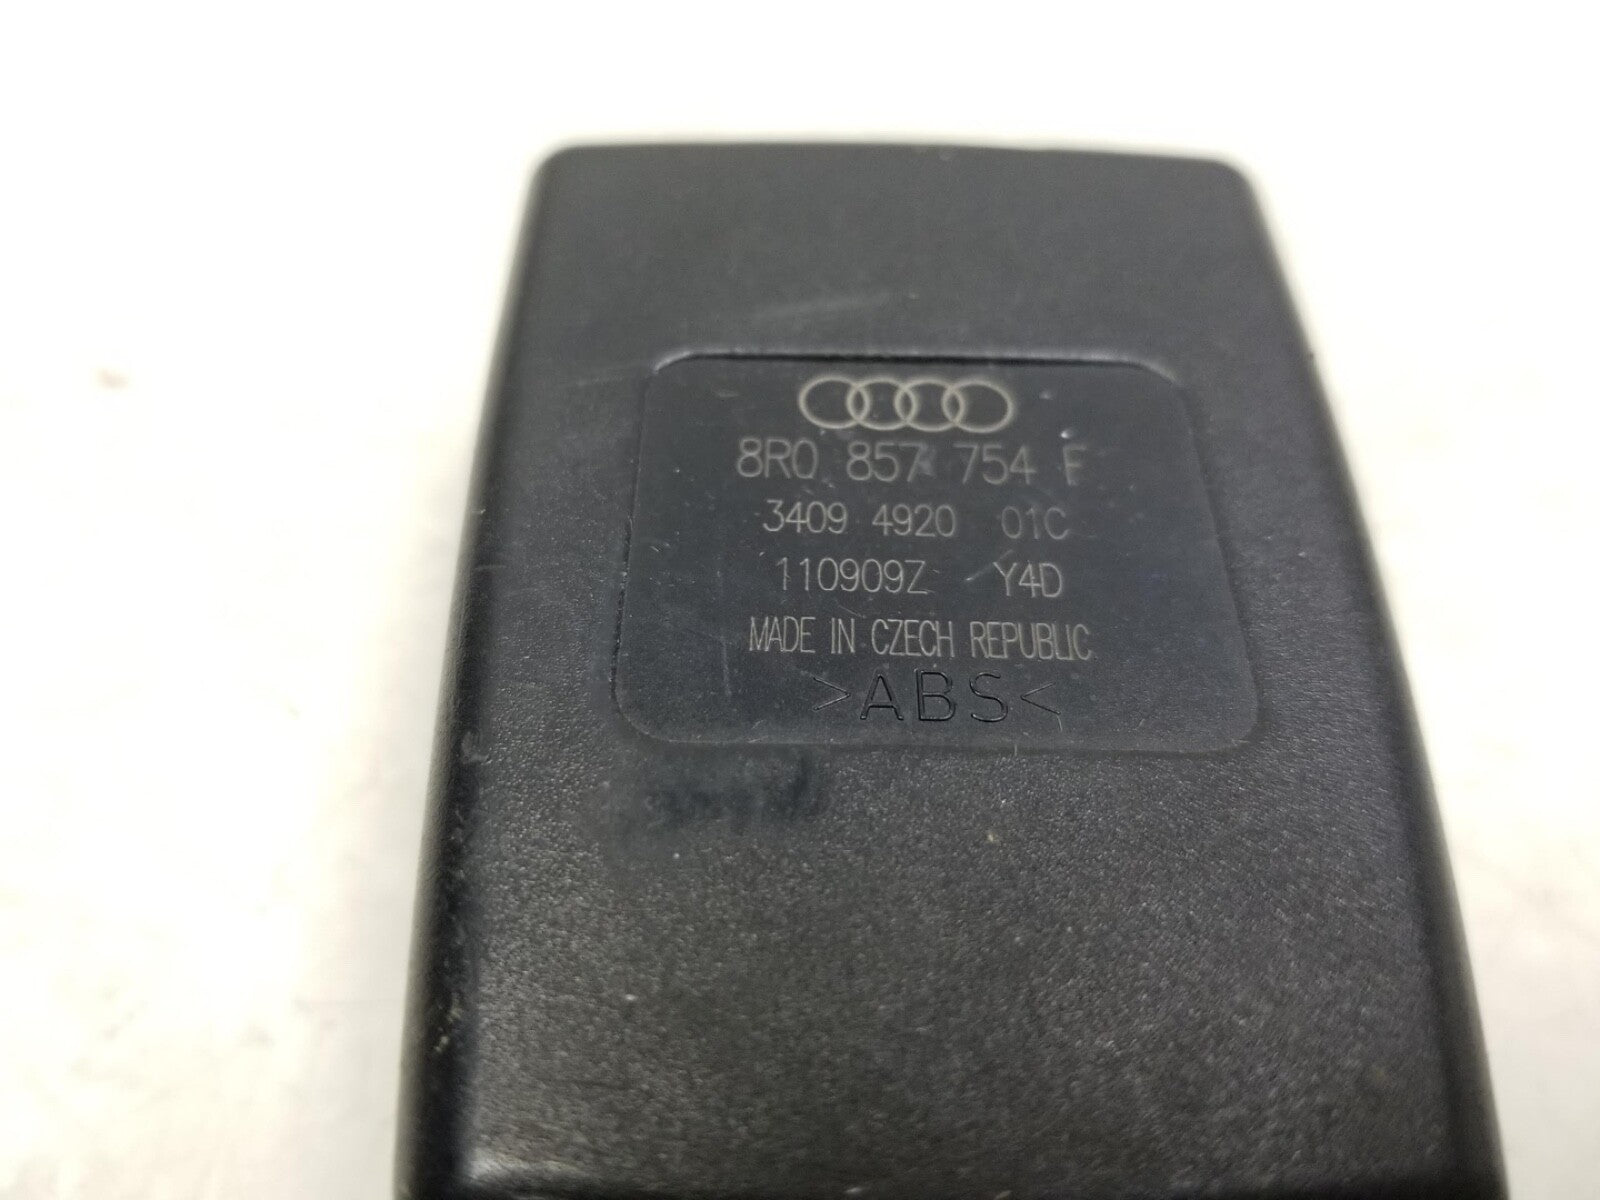 8R0 857 754 F
3409 4920 01C
110909Z Y4D
MADE IN CZECH REPUBLIC
>ABS<